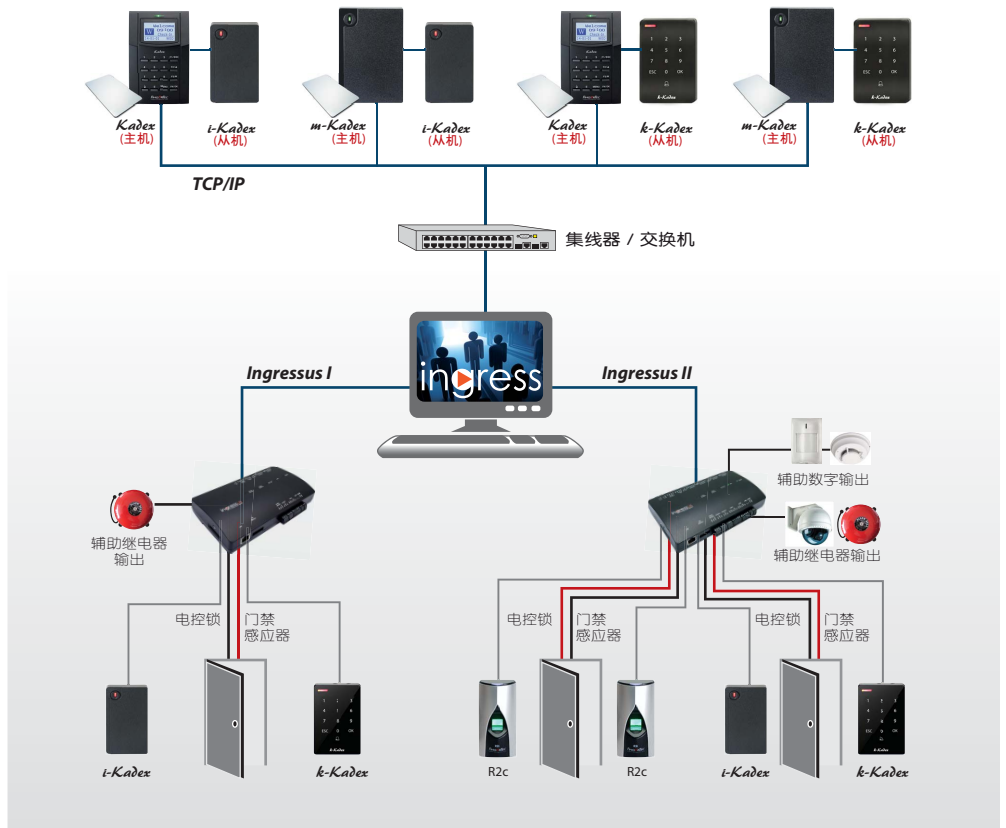 Kadex
(主机)
i-Kadex
(从机)
m-Kadex
(主机)
i-Kadex
(从机)
Kadex
(主机)
k-Kadex
(从机)
m-Kadex
(主机)
k-Kadex
(从机)
TCP/IP
集线器 / 交换机
ingress
Ingressus I
Ingressus II
辅助数字输出
辅助继电器
输出
辅助继电器输出
电控锁
门禁
感应器
电控锁
门禁
感应器
电控锁
门禁
感应器
i-Kadex
k-Kadex
R2c
R2c
i-Kadex
k-Kadex